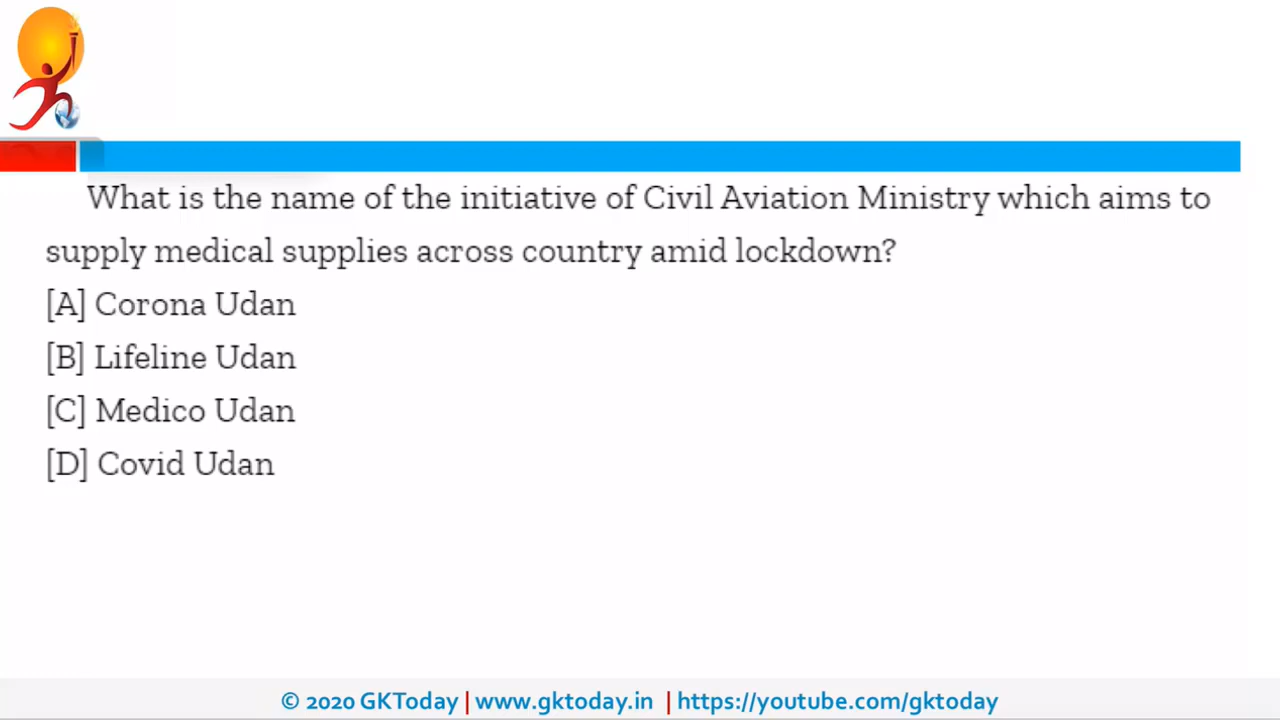 What is the name of the initiative of Civil Aviation Ministry which aims to
supply medical supplies across country amid lockdown?
[A] Corona Udan
[B] Lifeline Udan
[C] Medico Udan
[D] Covid Udan
© 2020 GKToday | www.gktoday.in | https://youtube.com/gktoday